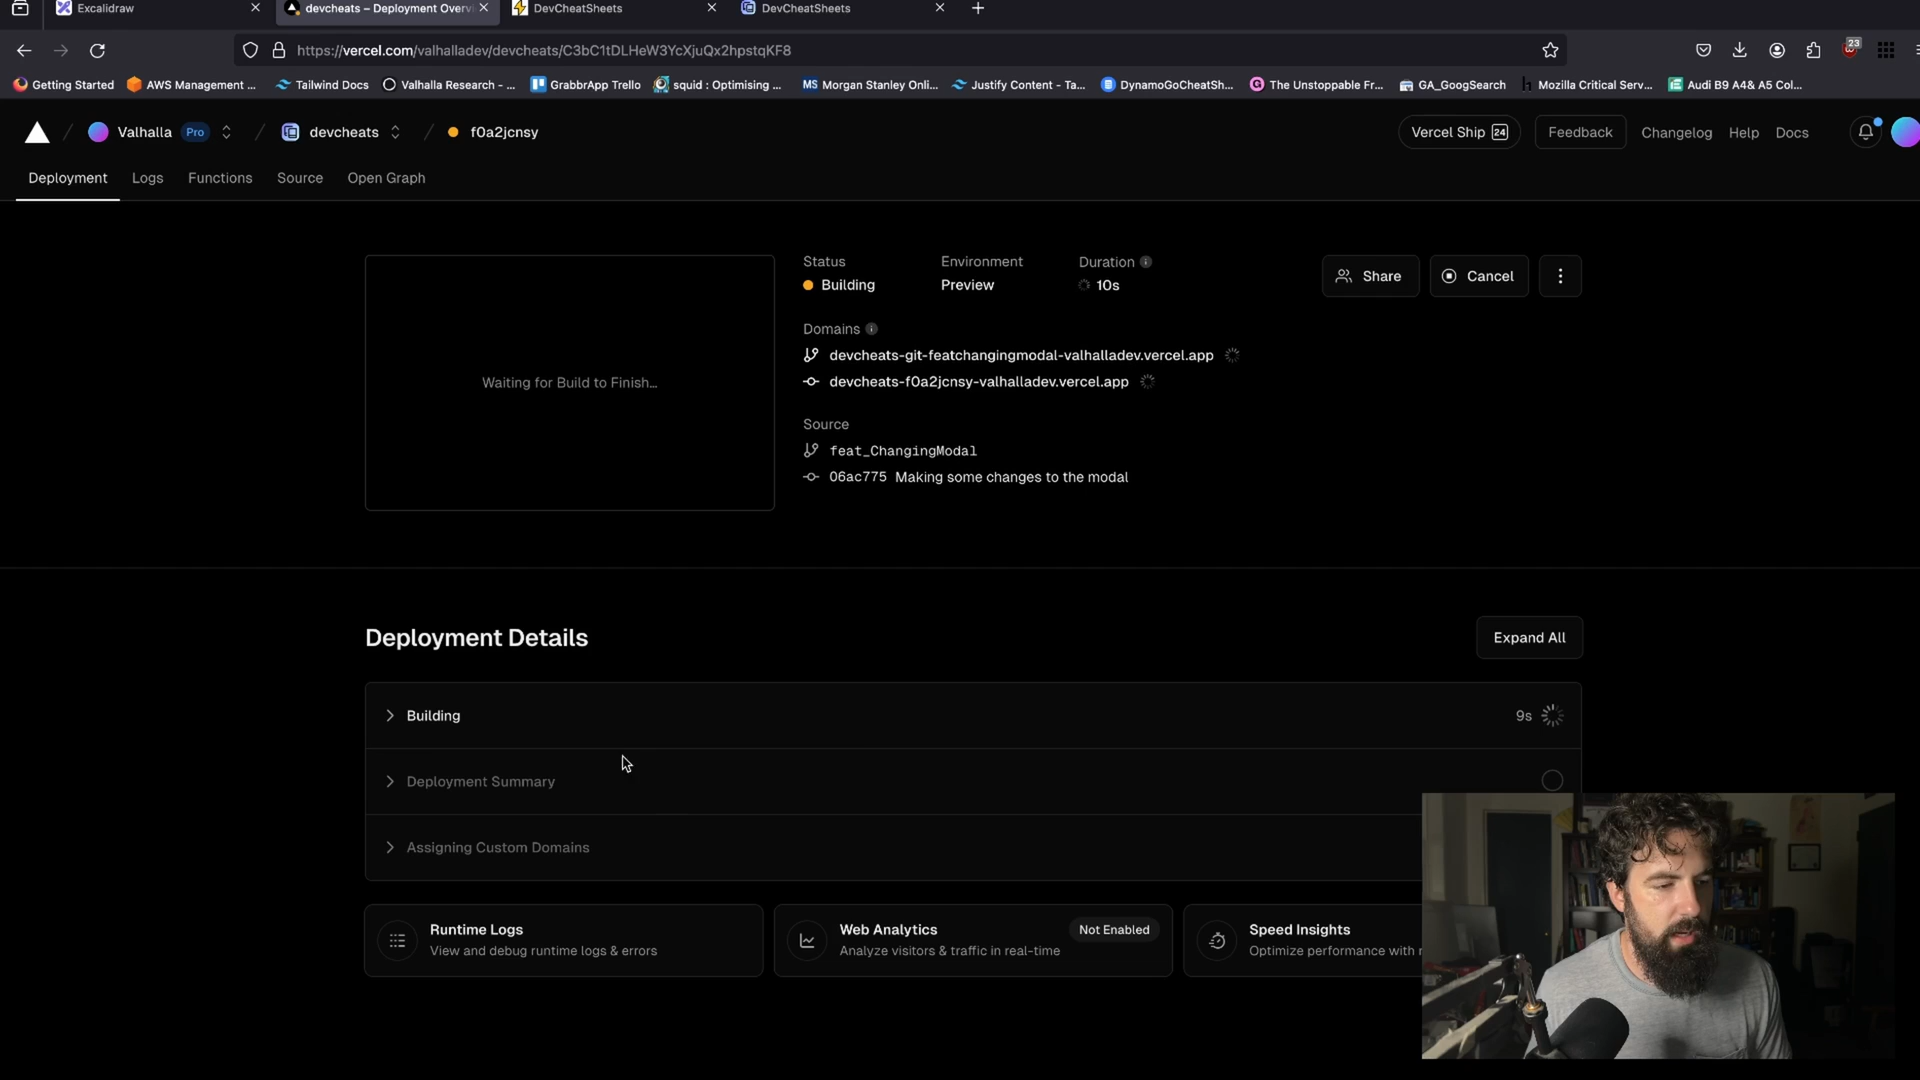 Excalidraw
devcheats – Deployment Overvi
DevCheatSheets
DevCheatSheets
https://vercel.com/valhalladev/devcheats/C3bC1tDLHeW3YcXjuQx2hpstqKF8
23
Getting Started
AWS Management ...
Tailwind Docs
Valhalla Research - ...
GrabbrApp Trello
squid : Optimising ...
MS Morgan Stanley Onli...
Justify Content - Ta...
DynamoGoCheatSh...
The Unstoppable Fr...
GA_GoogSearch
h Mozilla Critical Serv...
Audi B9 A4& A5 Col...
/ Valhalla Pro / devcheats / f0a2jcnsy
Vercel Ship 24
Feedback
Changelog
Help
Docs
Deployment
Logs
Functions
Source
Open Graph
Waiting for Build to Finish...
Status
Building
Environment
Preview
Duration
10s
Share
Cancel
Domains
devcheats-git-featchangingmodal-valhalladev.vercel.app
devcheats-f0a2jcnsy-valhalladev.vercel.app
Source
feat_ChangingModal
06ac775 Making some changes to the modal
Deployment Details
Expand All
Building
9s
Deployment Summary
Assigning Custom Domains
Runtime Logs
View and debug runtime logs & errors
Web Analytics
Not Enabled
Analyze visitors & traffic in real-time
Speed Insights
Optimize performance with r